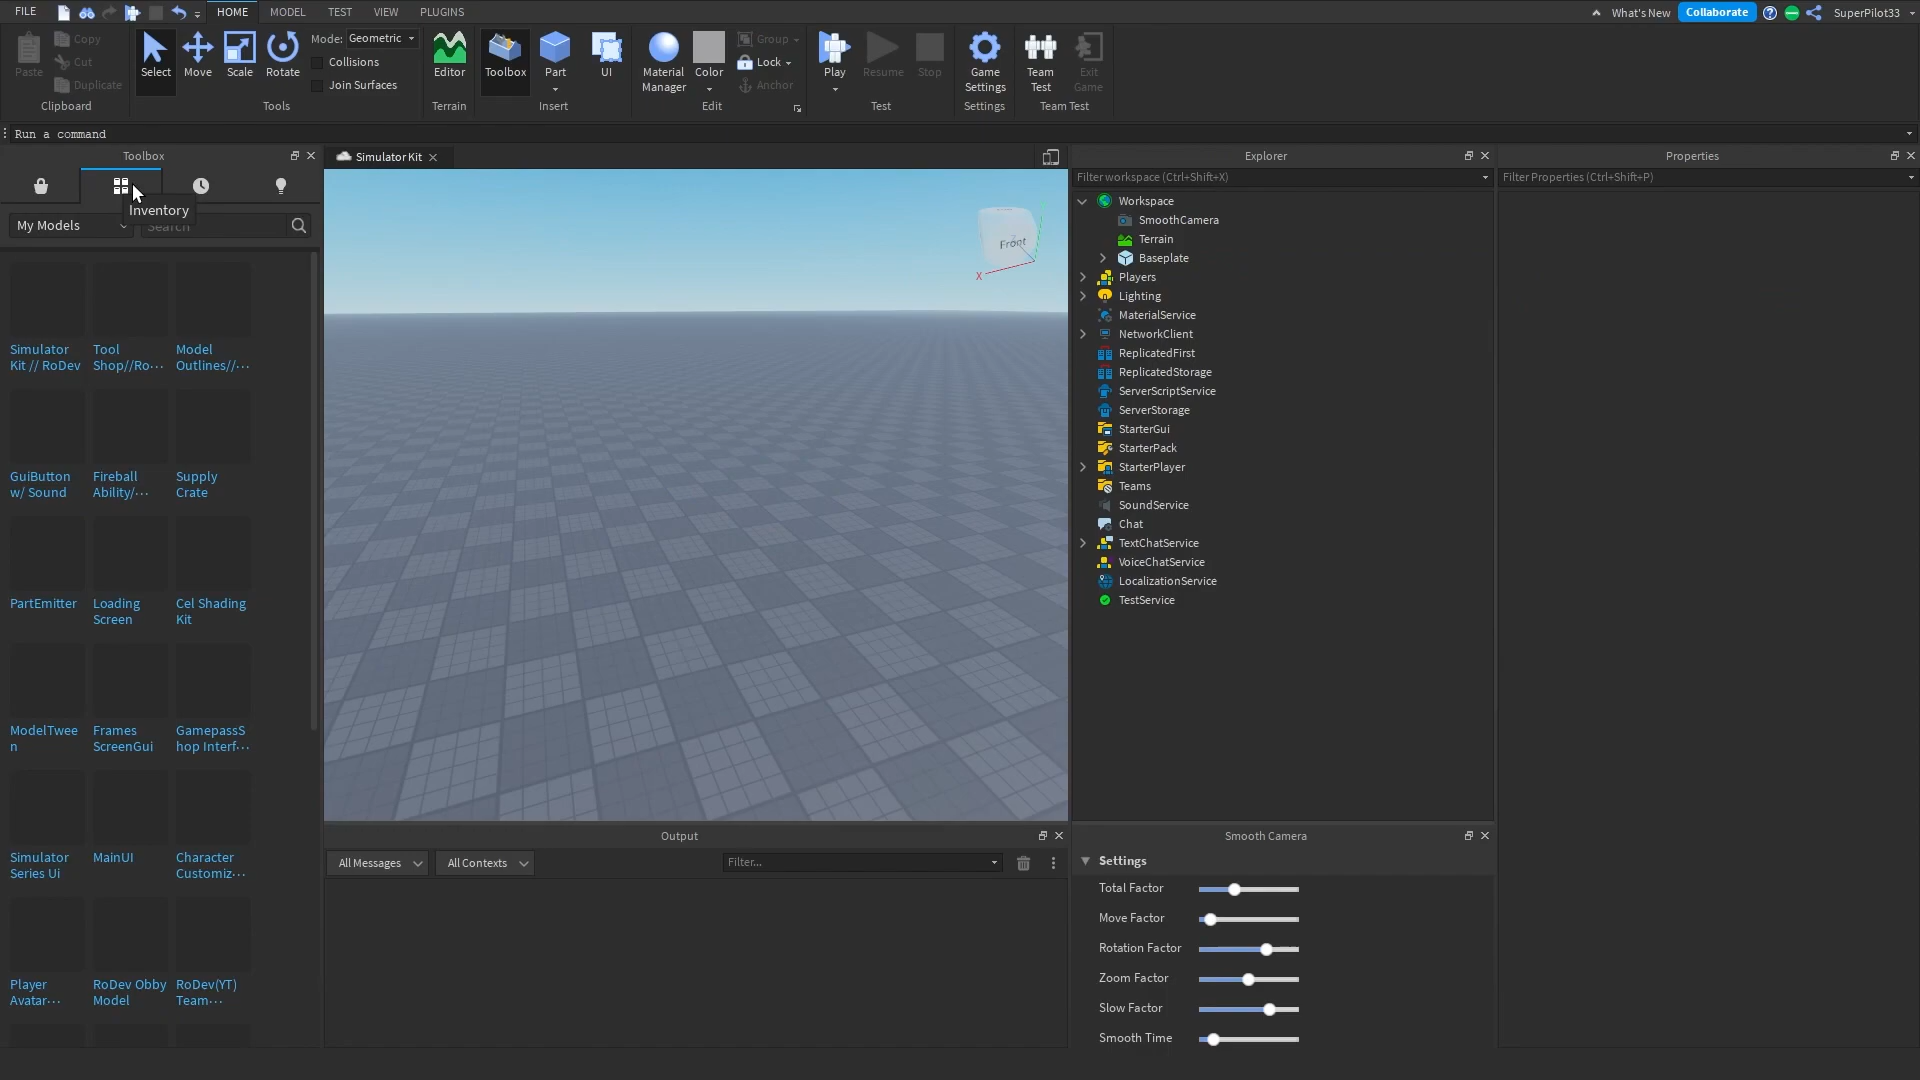 FILE
HOME
MODEL
TEST
VIEW
PLUGINS
What's New
Collaborate
SuperPilot33
Paste
Copy
Cut
Duplicate
Clipboard
Select
Move
Scale
Rotate
Mode: Geometric
Collisions
Join Surfaces
Tools
Editor
Terrain
Toolbox
Part
UI
Insert
Material
Manager
Color
Group
Lock
Anchor
Edit
Play
Resume
Stop
Test
Game
Settings
Settings
Team
Test
Exit
Game
Team Test
Run a command
Toolbox
Inventory
My Models
Search
Simulator
Kit // RoDev
Tool
Shop//Ro...
Model
Outlines//...
GuiButton
w/ Sound
Fireball
Ability/...
Supply
Crate
PartEmitter
Loading
Screen
Cel Shading
Kit
ModelTwee
n
Frames
ScreenGui
GamepassS
hop Interf...
Simulator
Series Ui
MainUI
Character
Customiz...
Player
Avatar...
RoDev Obby
Model
RoDev(YT)
Team...
Simulator Kit
Front
X
Output
All Messages
All Contexts
Filter...
Explorer
Filter workspace (Ctrl+Shift+X)
Workspace
SmoothCamera
Terrain
Baseplate
Players
Lighting
MaterialService
NetworkClient
ReplicatedFirst
ReplicatedStorage
ServerScriptService
ServerStorage
StarterGui
StarterPack
StarterPlayer
Teams
SoundService
Chat
TextChatService
VoiceChatService
LocalizationService
TestService
Smooth Camera
Settings
Total Factor
Move Factor
Rotation Factor
Zoom Factor
Slow Factor
Smooth Time
Properties
Filter Properties (Ctrl+Shift+P)